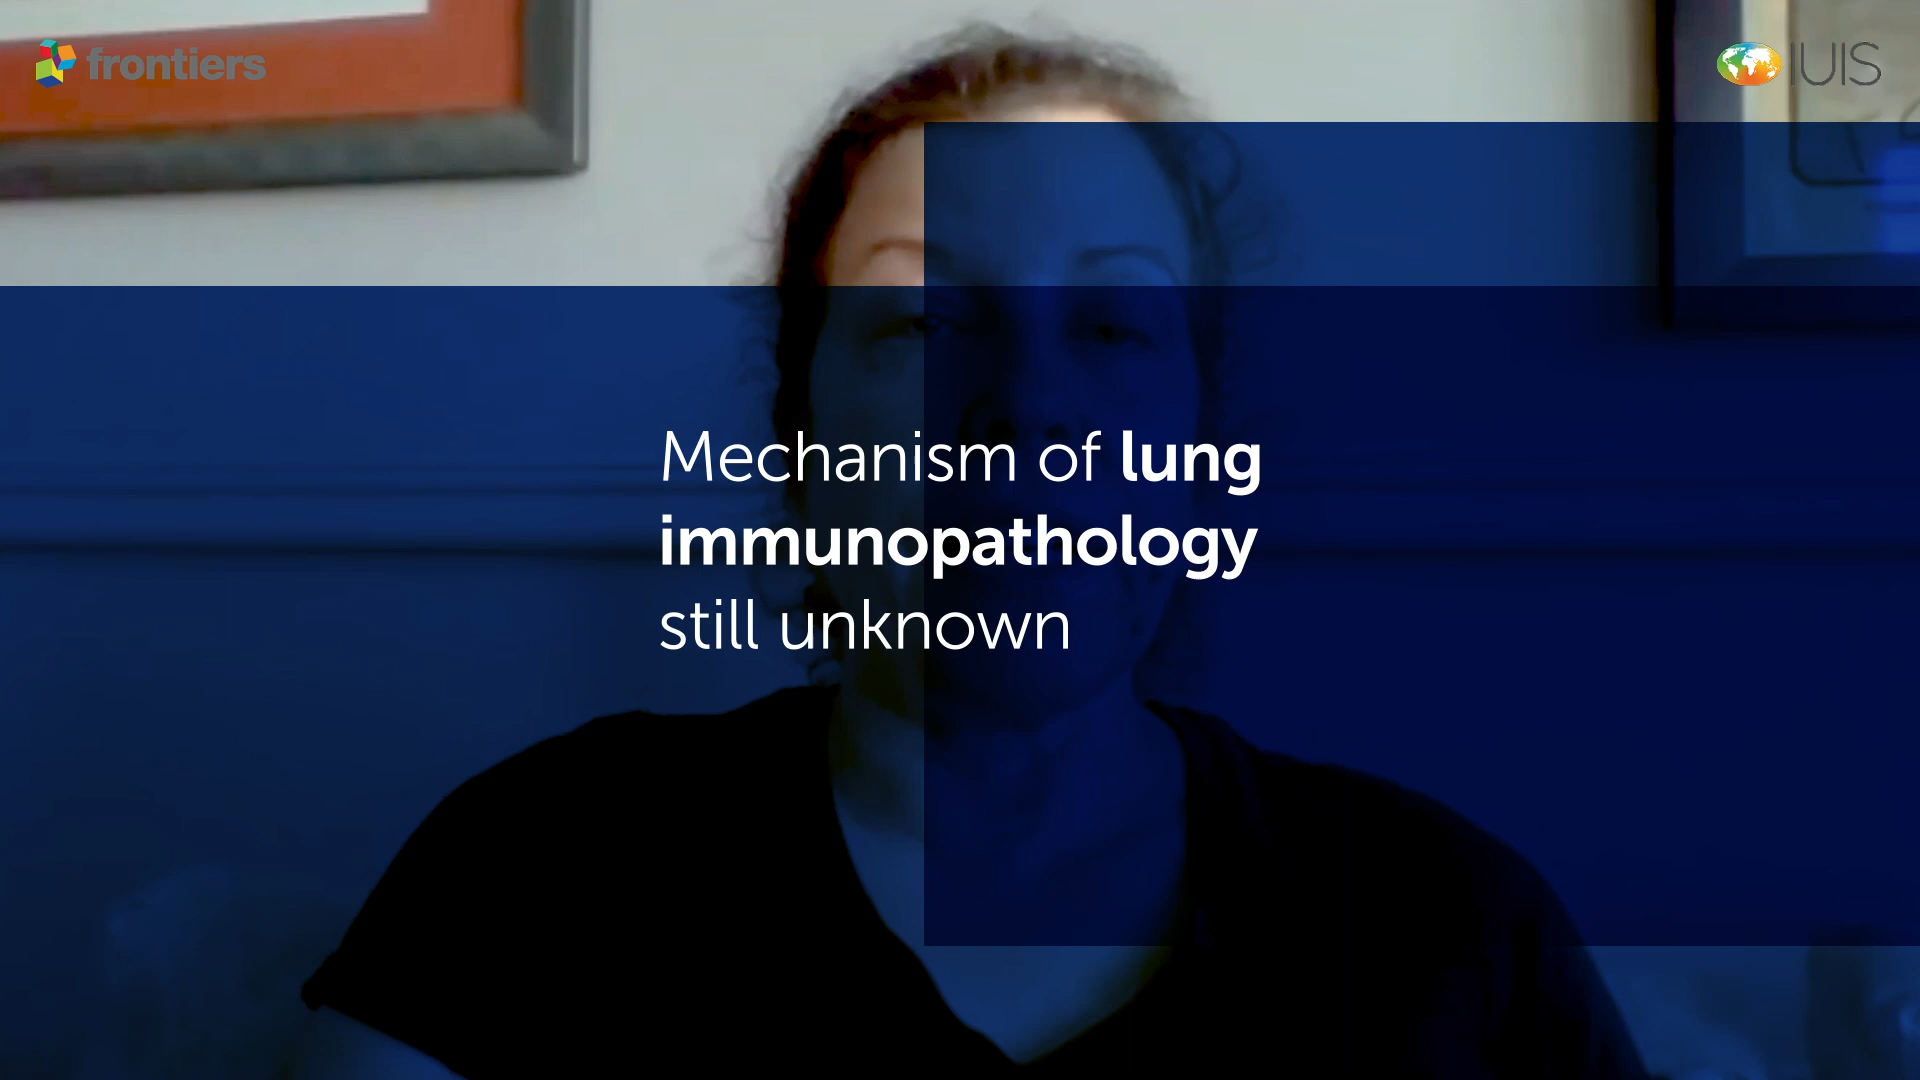 frontiers
IUIS
Mechanism of lung
immunopathology
still unknown